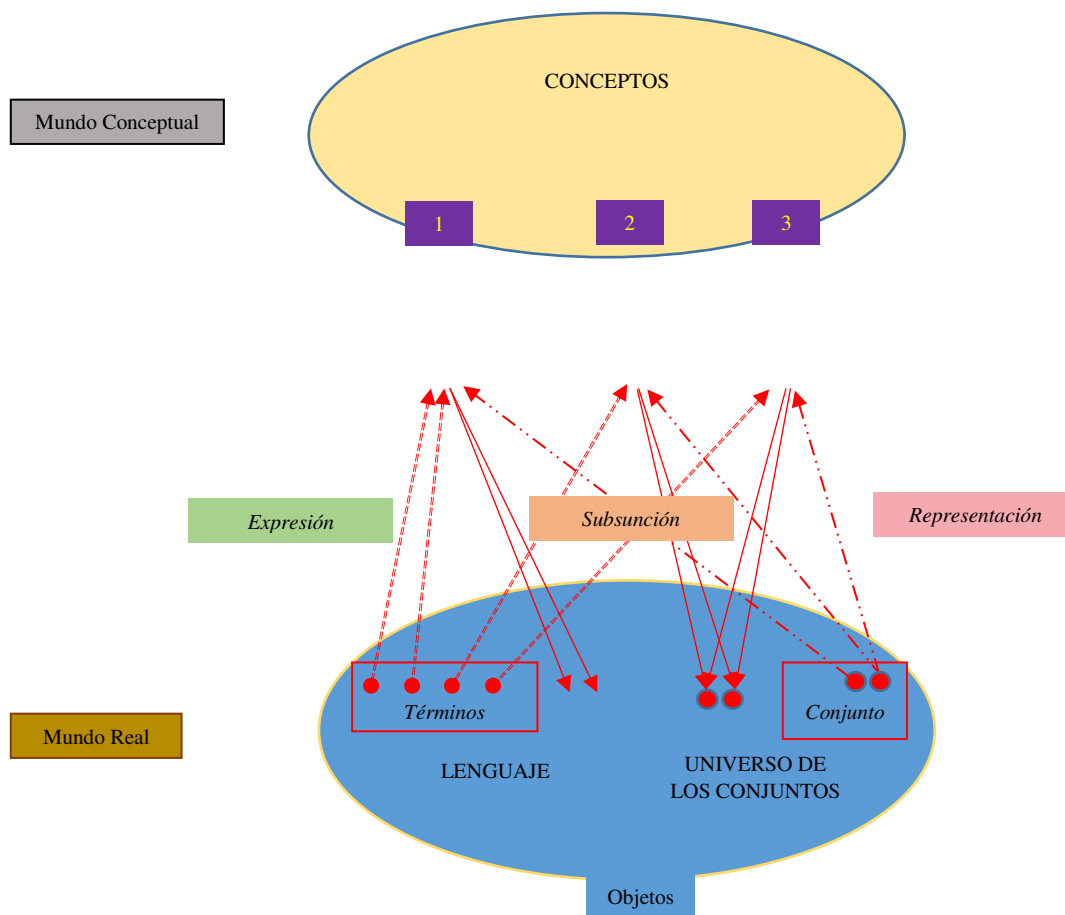 CONCEPTOS
Mundo Conceptual
1
2
3
Expresión
Subsunción
Representación
Términos
Conjunto
Mundo Real
LENGUAJE
UNIVERSO DE
LOS CONJUNTOS
Objetos